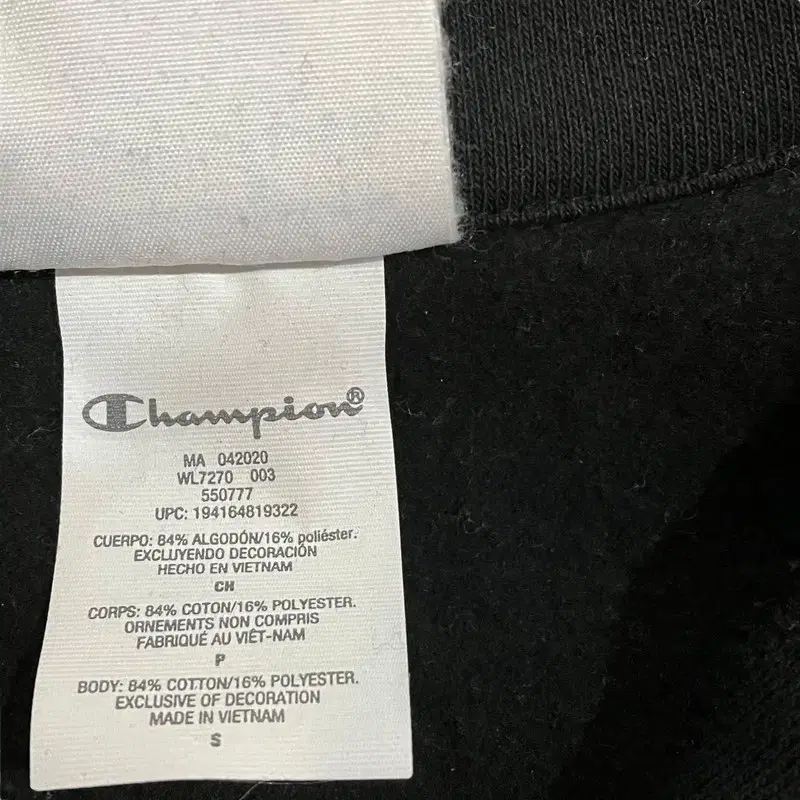 Champion®
MA 042020
WL7270 003
550777
UPC: 194164819322
CUERPO: 84% ALGODÓN/16% poliéster.
EXCLUYENDO DECORACIÓN
HECHO EN VIETNAM
CH
CORPS: 84% COTON/16% POLYESTER.
ORNEMENTS NON COMPRIS
FABRIQUÉ AU VIÊT-NAM
P
BODY: 84% COTTON/16% POLYESTER.
EXCLUSIVE OF DECORATION
MADE IN VIETNAM
S